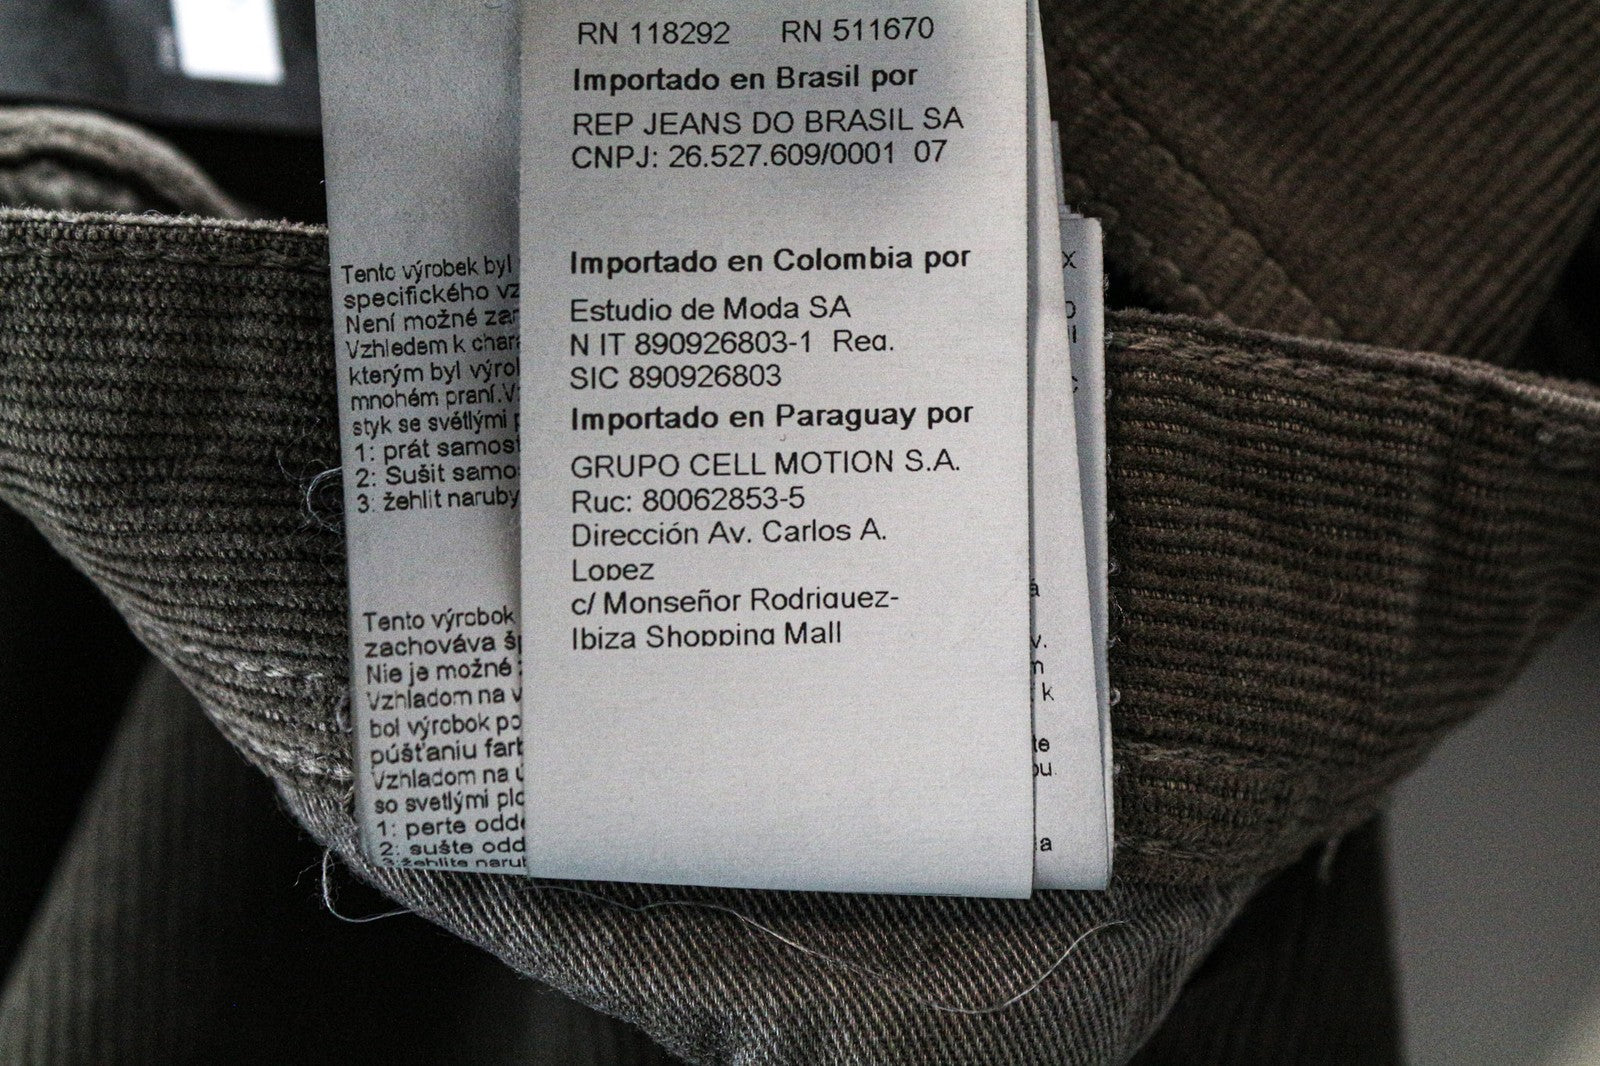 RN 118292 RN 511670
Importado en Brasil por
REP JEANS DO BRASIL SA
CNPJ: 26.527.609/0001 07
Importado en Colombia por
Estudio de Moda SA
N IT 890926803-1 Reg.
SIC 890926803
Importado en Paraguay por
GRUPO CELL MOTION S.A.
Ruc: 80062853-5
Dirección Av. Carlos A.
Lopez
c/ Monseñor Rodriguez-
Ibiza Shopping Mall
Tento výrobek byl
specifického
Není možné
Vzhledem k
kterým byl
mnohém praní.
styk se světlými
1: prát
2: Sušit
3: žehlit naruby
Tento výrobok
zachováva
Nie je možné
Vzhladom na
bol výrobok
púšťaniu
Vzhladom na
so svetlými
1: perte
2: sušte
3: žehlite